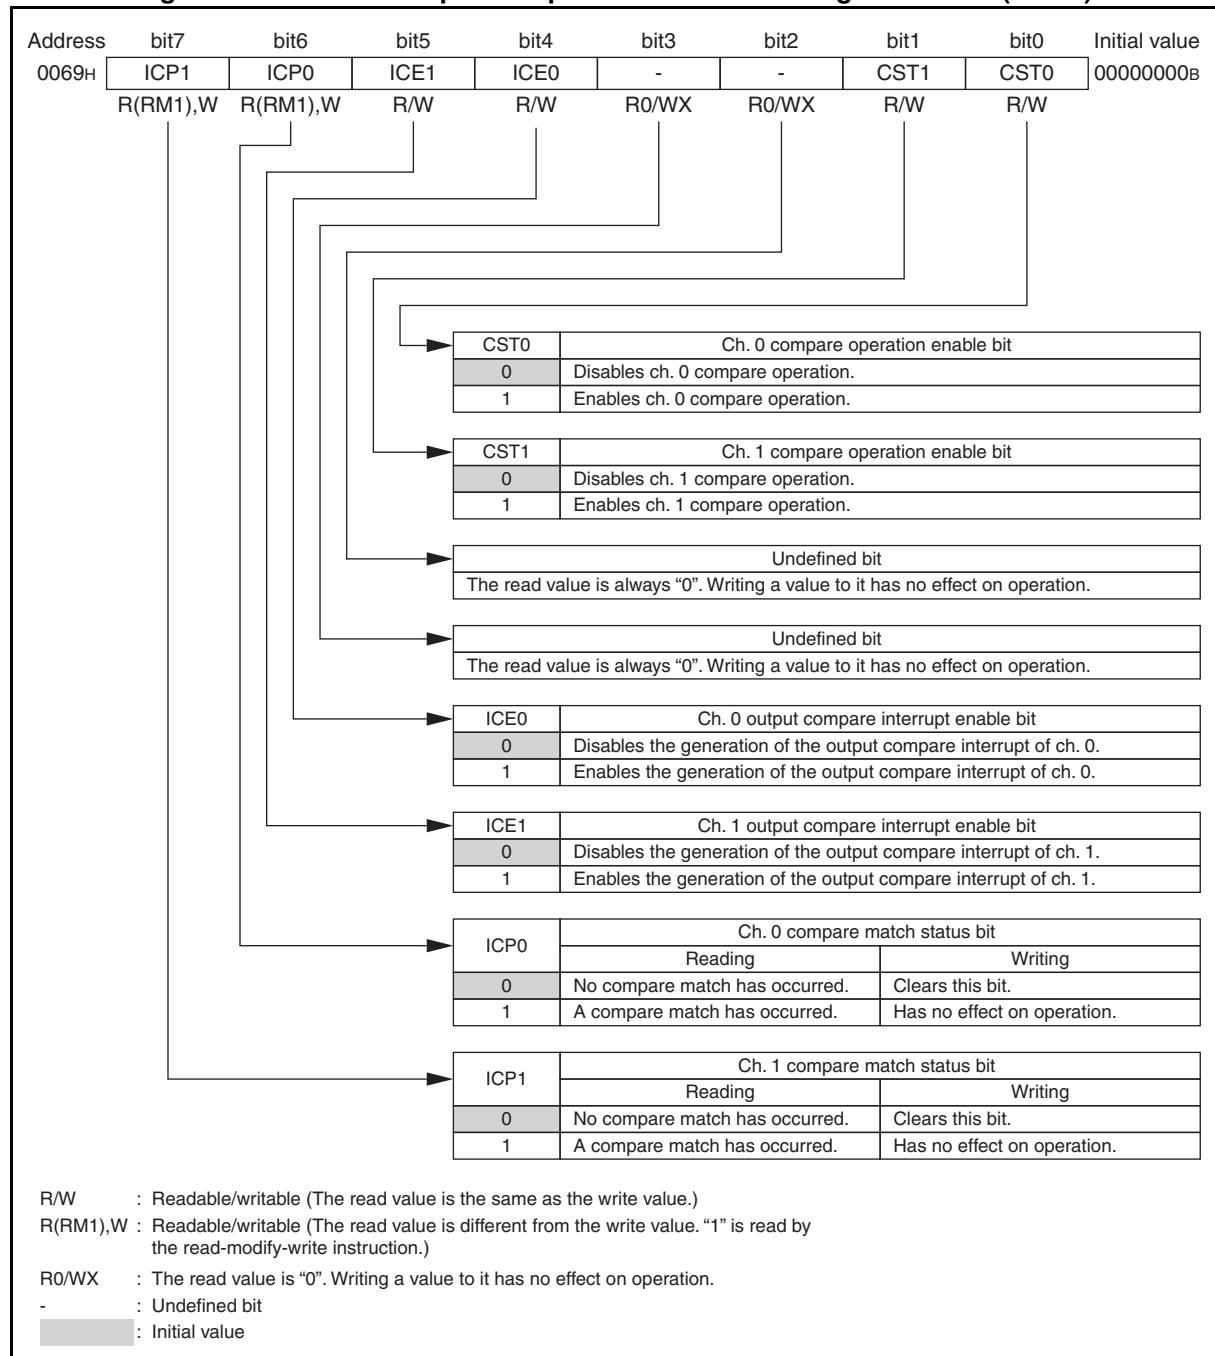 Address bit7 bit6 bit5 bit4 bit3 bit2 bit1 bit0 Initial value
0069H ICP1 ICP0 ICE1 ICE0 - - CST1 CST0 00000000B
R(RM1),W R(RM1),W R/W R/W R0/WX R0/WX R/W R/W
CST0 Ch. 0 compare operation enable bit
0 Disables ch. 0 compare operation.
1 Enables ch. 0 compare operation.
CST1 Ch. 1 compare operation enable bit
0 Disables ch. 1 compare operation.
1 Enables ch. 1 compare operation.
Undefined bit
The read value is always “0”. Writing a value to it has no effect on operation.
Undefined bit
The read value is always “0”. Writing a value to it has no effect on operation.
ICE0 Ch. 0 output compare interrupt enable bit
0 Disables the generation of the output compare interrupt of ch. 0.
1 Enables the generation of the output compare interrupt of ch. 0.
ICE1 Ch. 1 output compare interrupt enable bit
0 Disables the generation of the output compare interrupt of ch. 1.
1 Enables the generation of the output compare interrupt of ch. 1.
ICP0 Ch. 0 compare match status bit
Reading Writing
0 No compare match has occurred. Clears this bit.
1 A compare match has occurred. Has no effect on operation.
ICP1 Ch. 1 compare match status bit
Reading Writing
0 No compare match has occurred. Clears this bit.
1 A compare match has occurred. Has no effect on operation.
R/W : Readable/writable (The read value is the same as the write value.)
R(RM1),W : Readable/writable (The read value is different from the write value. “1” is read by
the read-modify-write instruction.)
R0/WX : The read value is “0”. Writing a value to it has no effect on operation.
- : Undefined bit
: Initial value